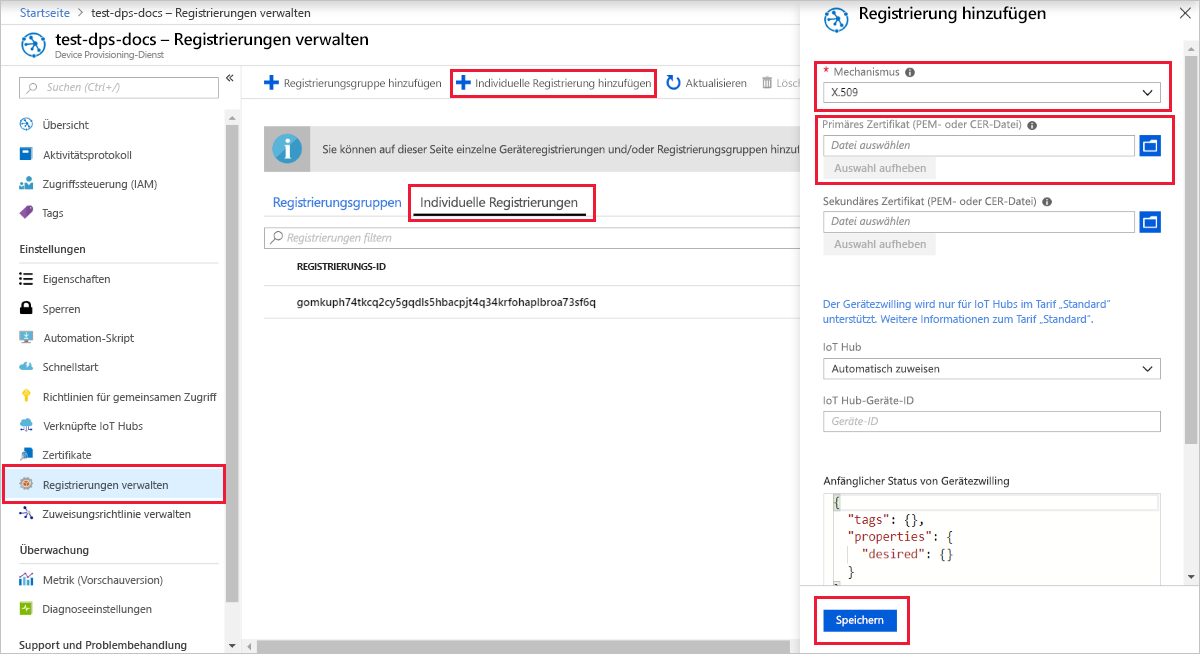 Startseite > test-dps-docs – Registrierungen verwalten
test-dps-docs – Registrierungen verwalten
Device Provisioning-Dienst
Suchen (Ctrl+/)
Übersicht
Aktivitätsprotokoll
Zugriffssteuerung (IAM)
Tags
Einstellungen
Eigenschaften
Sperren
Automation-Skript
Schnellstart
Richtlinien für gemeinsamen Zugriff
Verknüpfte IoT Hubs
Zertifikate
Registrierungen verwalten
Zuweisungsrichtlinie verwalten
Überwachung
Metrik (Vorschauversion)
Diagnoseeinstellungen
Support und Problembehandlung
Registrierungsgruppe hinzufügen
Individuelle Registrierung hinzufügen
Aktualisieren
Lösc
Sie können auf dieser Seite einzelne Geräteregistrierungen und/oder Registrierungsgruppen hinzuf
Registrierungsgruppen
Individuelle Registrierungen
Registrierungen filtern
REGISTRIERUNGS-ID
gomkuph74tkcq2cy5gqdls5hbacpjt4q34krfohaplbroa73sf6q
Registrierung hinzufügen
* Mechanismus
X.509
Primäres Zertifikat (PEM- oder CER-Datei)
Datei auswählen
Auswahl aufheben
Sekundäres Zertifikat (PEM- oder CER-Datei)
Datei auswählen
Auswahl aufheben
Der Gerätezwilling wird nur für IoT Hubs im Tarif „Standard“
unterstützt. Weitere Informationen zum Tarif „Standard“.
IoT Hub
Automatisch zuweisen
IoT Hub-Geräte-ID
Geräte-ID
Anfänglicher Status von Gerätezwilling
{
"tags": {},
"properties": {
"desired": {}
}
Speichern